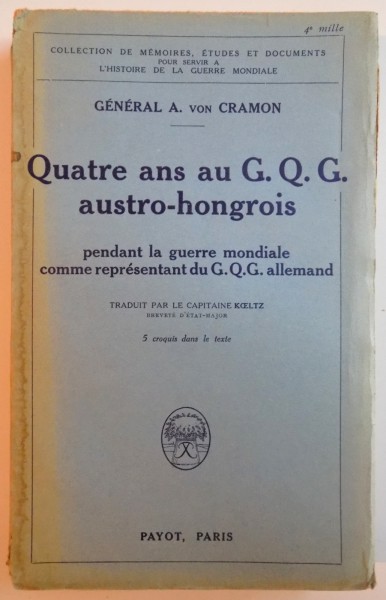 4e mille
COLLECTION DE MÉMOIRES, ÉTUDES ET DOCUMENTS
POUR SERVIR A
L'HISTOIRE DE LA GUERRE MONDIALE
GÉNÉRAL A. VON CRAMON
Quatre ans au G. Q. G.
austro-hongrois
pendant la guerre mondiale
comme représentant du G.Q.G. allemand
TRADUIT PAR LE CAPITAINE KŒLTZ
BREVETÉ D'ÉTAT-MAJOR
5 croquis dans le texte
PAYOT, PARIS